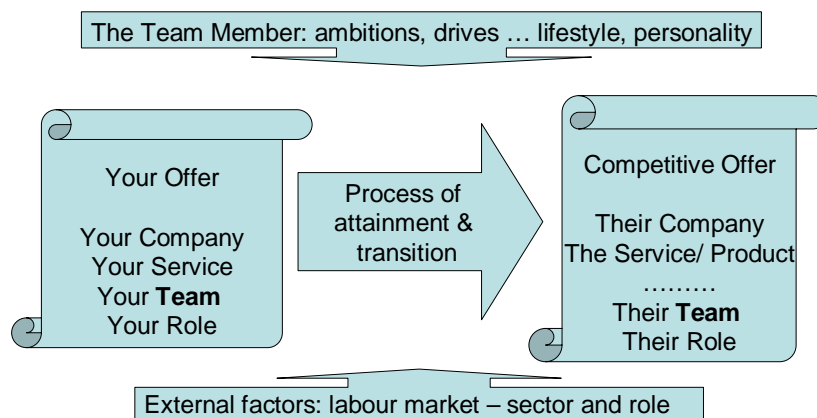 The Team Member: ambitions, drives … lifestyle, personality
Your Offer
Your Company
Your Service
Your Team
Your Role
Process of
attainment &
transition
Competitive Offer
Their Company
The Service/ Product
………
Their Team
Their Role
External factors: labour market – sector and role